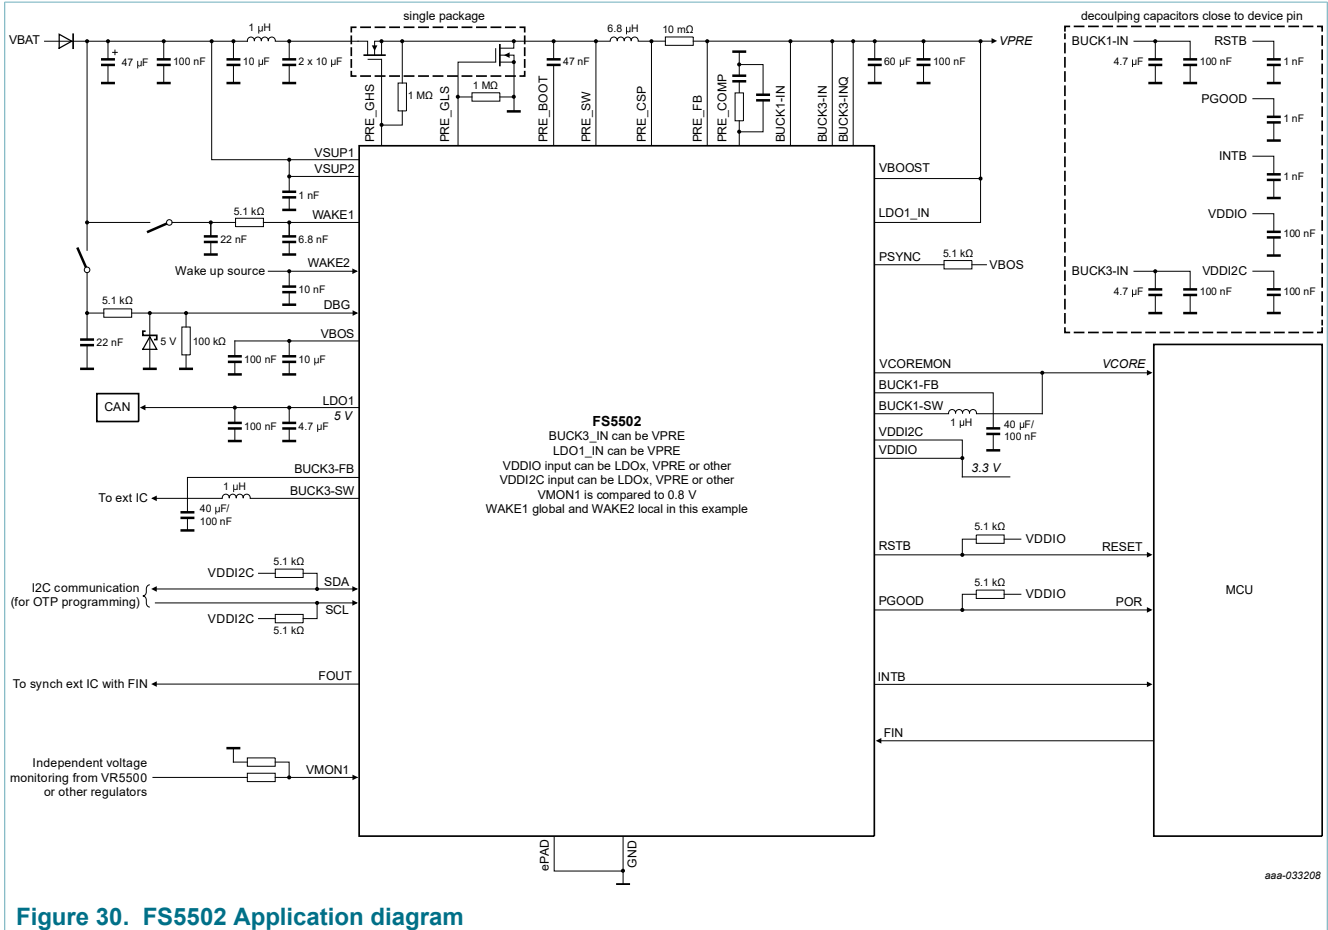 single package
decoulping capacitors close to device pin
VBAT
1 µH
6.8 µH
10 mΩ
VPRE
+
47 µF
100 nF
10 µF
2 x 10 µF
1 MΩ
1 MΩ
47 nF
60 µF
100 nF
PRE_GHS
PRE_GLS
PRE_BOOT
PRE_SW
PRE_CSP
PRE_FB
PRE_COMP
BUCK1-IN
BUCK3-IN
BUCK3-INQ
BUCK1-IN
RSTB
4.7 µF
100 nF
1 nF
PGOOD
1 nF
INTB
1 nF
VDDIO
100 nF
BUCK3-IN
VDDI2C
4.7 µF
100 nF
100 nF
VSUP1
VSUP2
1 nF
5.1 kΩ
WAKE1
22 nF
6.8 nF
Wake up source
WAKE2
10 nF
5.1 kΩ
DBG
22 nF
5 V
100 kΩ
VBOS
100 nF
10 µF
CAN
LDO1
5 V
100 nF
4.7 µF
BUCK3-FB
1 µH
BUCK3-SW
To ext IC
40 µF/
100 nF
5.1 kΩ
VDDI2C
SDA
I2C communication
(for OTP programming)
SCL
VDDI2C
5.1 kΩ
FOUT
To synch ext IC with FIN
Independent voltage
monitoring from VR5500
or other regulators
VMON1
FS5502
BUCK3_IN can be VPRE
LDO1_IN can be VPRE
VDDIO input can be LDOx, VPRE or other
VDDI2C input can be LDOx, VPRE or other
VMON1 is compared to 0.8 V
WAKE1 global and WAKE2 local in this example
VBOOST
LDO1_IN
PSYNC
5.1 kΩ
VBOS
VCOREMON
VCORE
BUCK1-FB
BUCK1-SW
1 µH
40 µF/
100 nF
VDDI2C
VDDIO
3.3 V
5.1 kΩ
VDDIO
RSTB
RESET
5.1 kΩ
VDDIO
PGOOD
POR
MCU
INTB
FIN
ePAD
GND
aaa-033208
Figure 30. FS5502 Application diagram